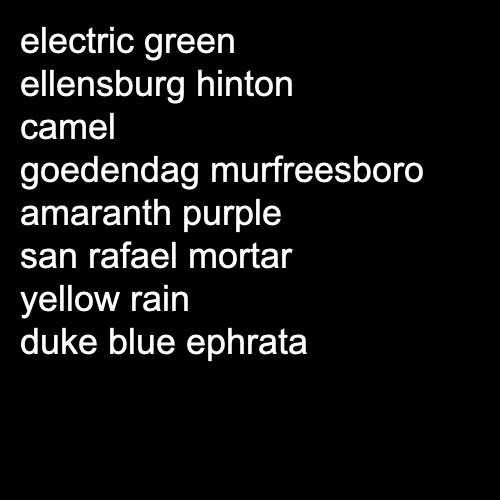 electric green
ellensburg hinton
camel
goedendag murfreesboro
amaranth purple
san rafael mortar
yellow rain
duke blue ephrata